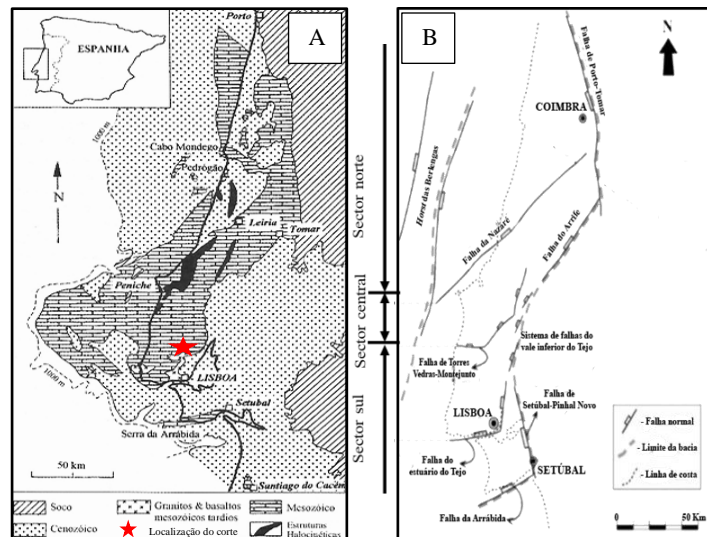 A
ESPANHA
Porto
1000 m
Cabo Mondego
Pedrógão
N
Leiria
Tomar
Peniche
LISBOA
1000 m
Setubal
Serra da Arrábida
50 km
Santiago do Cacém
Soco
Granitos & basaltos
mesozóicos tardios
Mesozóico
Cenozóico
Localização do corte
Estruturas
Halocinéticas
Sector norte
Sector central
Sector sul
B
N
Falha de Porto-Tomar
COIMBRA
Horst das Berlengas
Falha da Nazaré
Falha do Arrife
Sistema de falhas do
vale inferior do Tejo
Falha de Torres
Vedras-Montejunto
Falha de
Setúbal-Pinhal Novo
LISBOA
Falha do
estuário do Tejo
SETÚBAL
Falha da Arrábida
- Falha normal
- Limite da bacia
- Linha de costa
0
50 Km